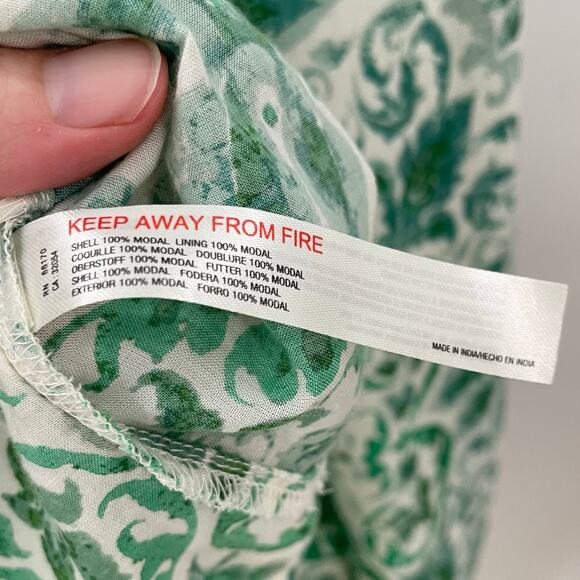 KEEP AWAY FROM FIRE
SHELL 100% MODAL LINING 100% MODAL
COQUILLE 100% MODAL DOUBLURE 100% MODAL
OBERSTOFF 100% MODAL FUTTER 100% MODAL
SHELL 100% MODAL FODERA 100% MODAL
EXTERIOR 100% MODAL FORRO 100% MODAL
RN 88170
CA 32054
MADE IN INDIA/HECHO EN INDIA